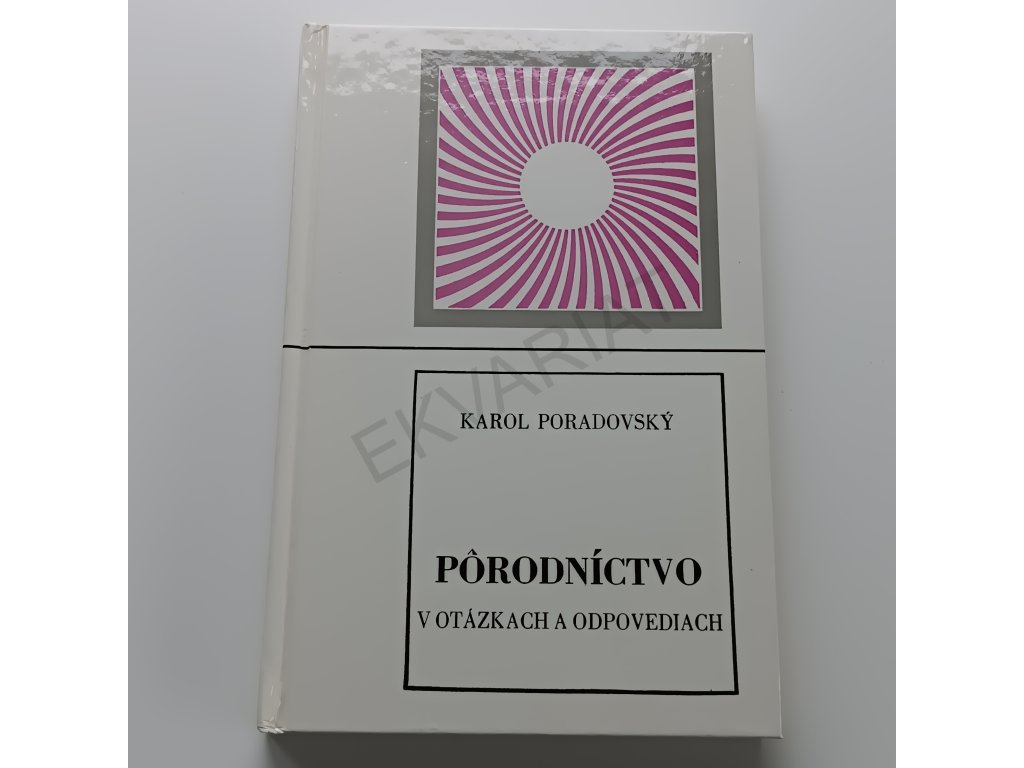 KAROL PORADOVSKÝ
PÔRODNÍCTVO
V OTÁZKACH A ODPOVEDIACH
EKVARIAT